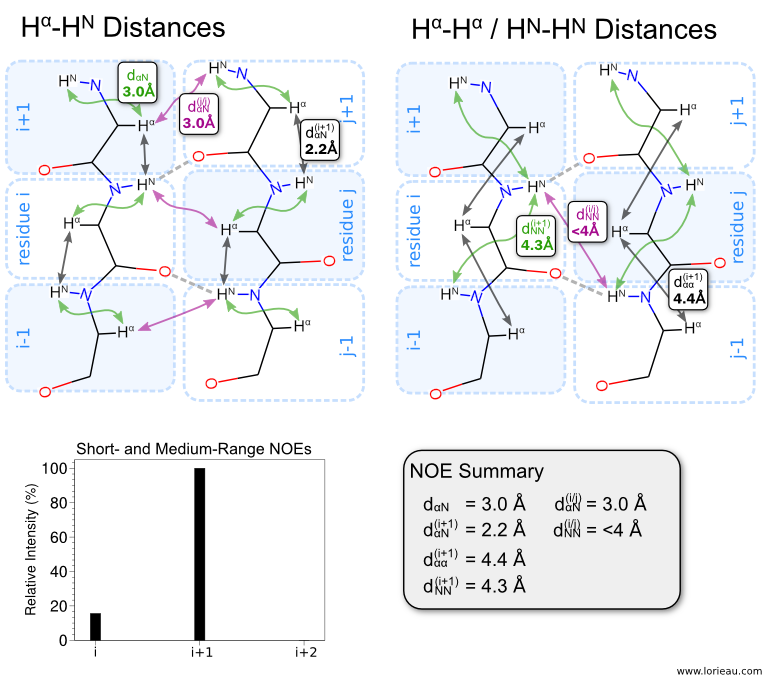 Hα-HN Distances
HN N
dαN
3.0Å
Hα
i+1
O
N HN
Hα
residue i
O
HN N
Hα
i-1
O
HN N
dαN(i/j)
3.0Å
Hα
j+1
dαN(i+1)
2.2Å
O
N HN
Hα
residue j
O
HN N
Hα
j-1
O
Hα-Hα / HN-HN Distances
HN N
Hα
i+1
O
N HN
Hα
residue i
dNN(i+1)
4.3Å
O
HN N
Hα
i-1
O
HN N
Hα
j+1
O
N HN
dNN(i/j)
<4Å
Hα
residue j
O
dαα(i+1)
4.4Å
HN N
Hα
j-1
O
Short- and Medium-Range NOEs
Relative Intensity (%)
100
80
60
40
20
0
i i+1 i+2
NOE Summary
dαN = 3.0 Å dαN(i/j) = 3.0 Å
dαN(i+1) = 2.2 Å dNN(i/j) = <4 Å
dαα(i+1) = 4.4 Å
dNN(i+1) = 4.3 Å
www.lorieau.com